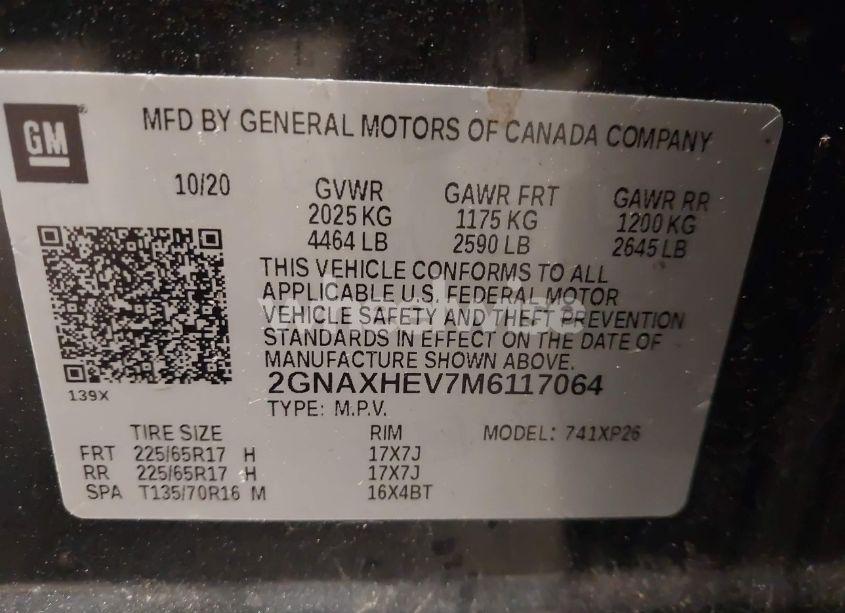 GM
MFD BY GENERAL MOTORS OF CANADA COMPANY
10/20 GVWR GAWR FRT GAWR RR
2025 KG 1175 KG 1200 KG
4464 LB 2590 LB 2645 LB
THIS VEHICLE CONFORMS TO ALL
APPLICABLE U.S. FEDERAL MOTOR
VEHICLE SAFETY AND THEFT PREVENTION
STANDARDS IN EFFECT ON THE DATE OF
MANUFACTURE SHOWN ABOVE.
139X
2GNAXHEV7M6117064
TYPE: M.P.V.
TIRE SIZE RIM MODEL: 741XP26
FRT 225/65R17 H 17X7J
RR 225/65R17 H 17X7J
SPA T135/70R16 M 16X4BT